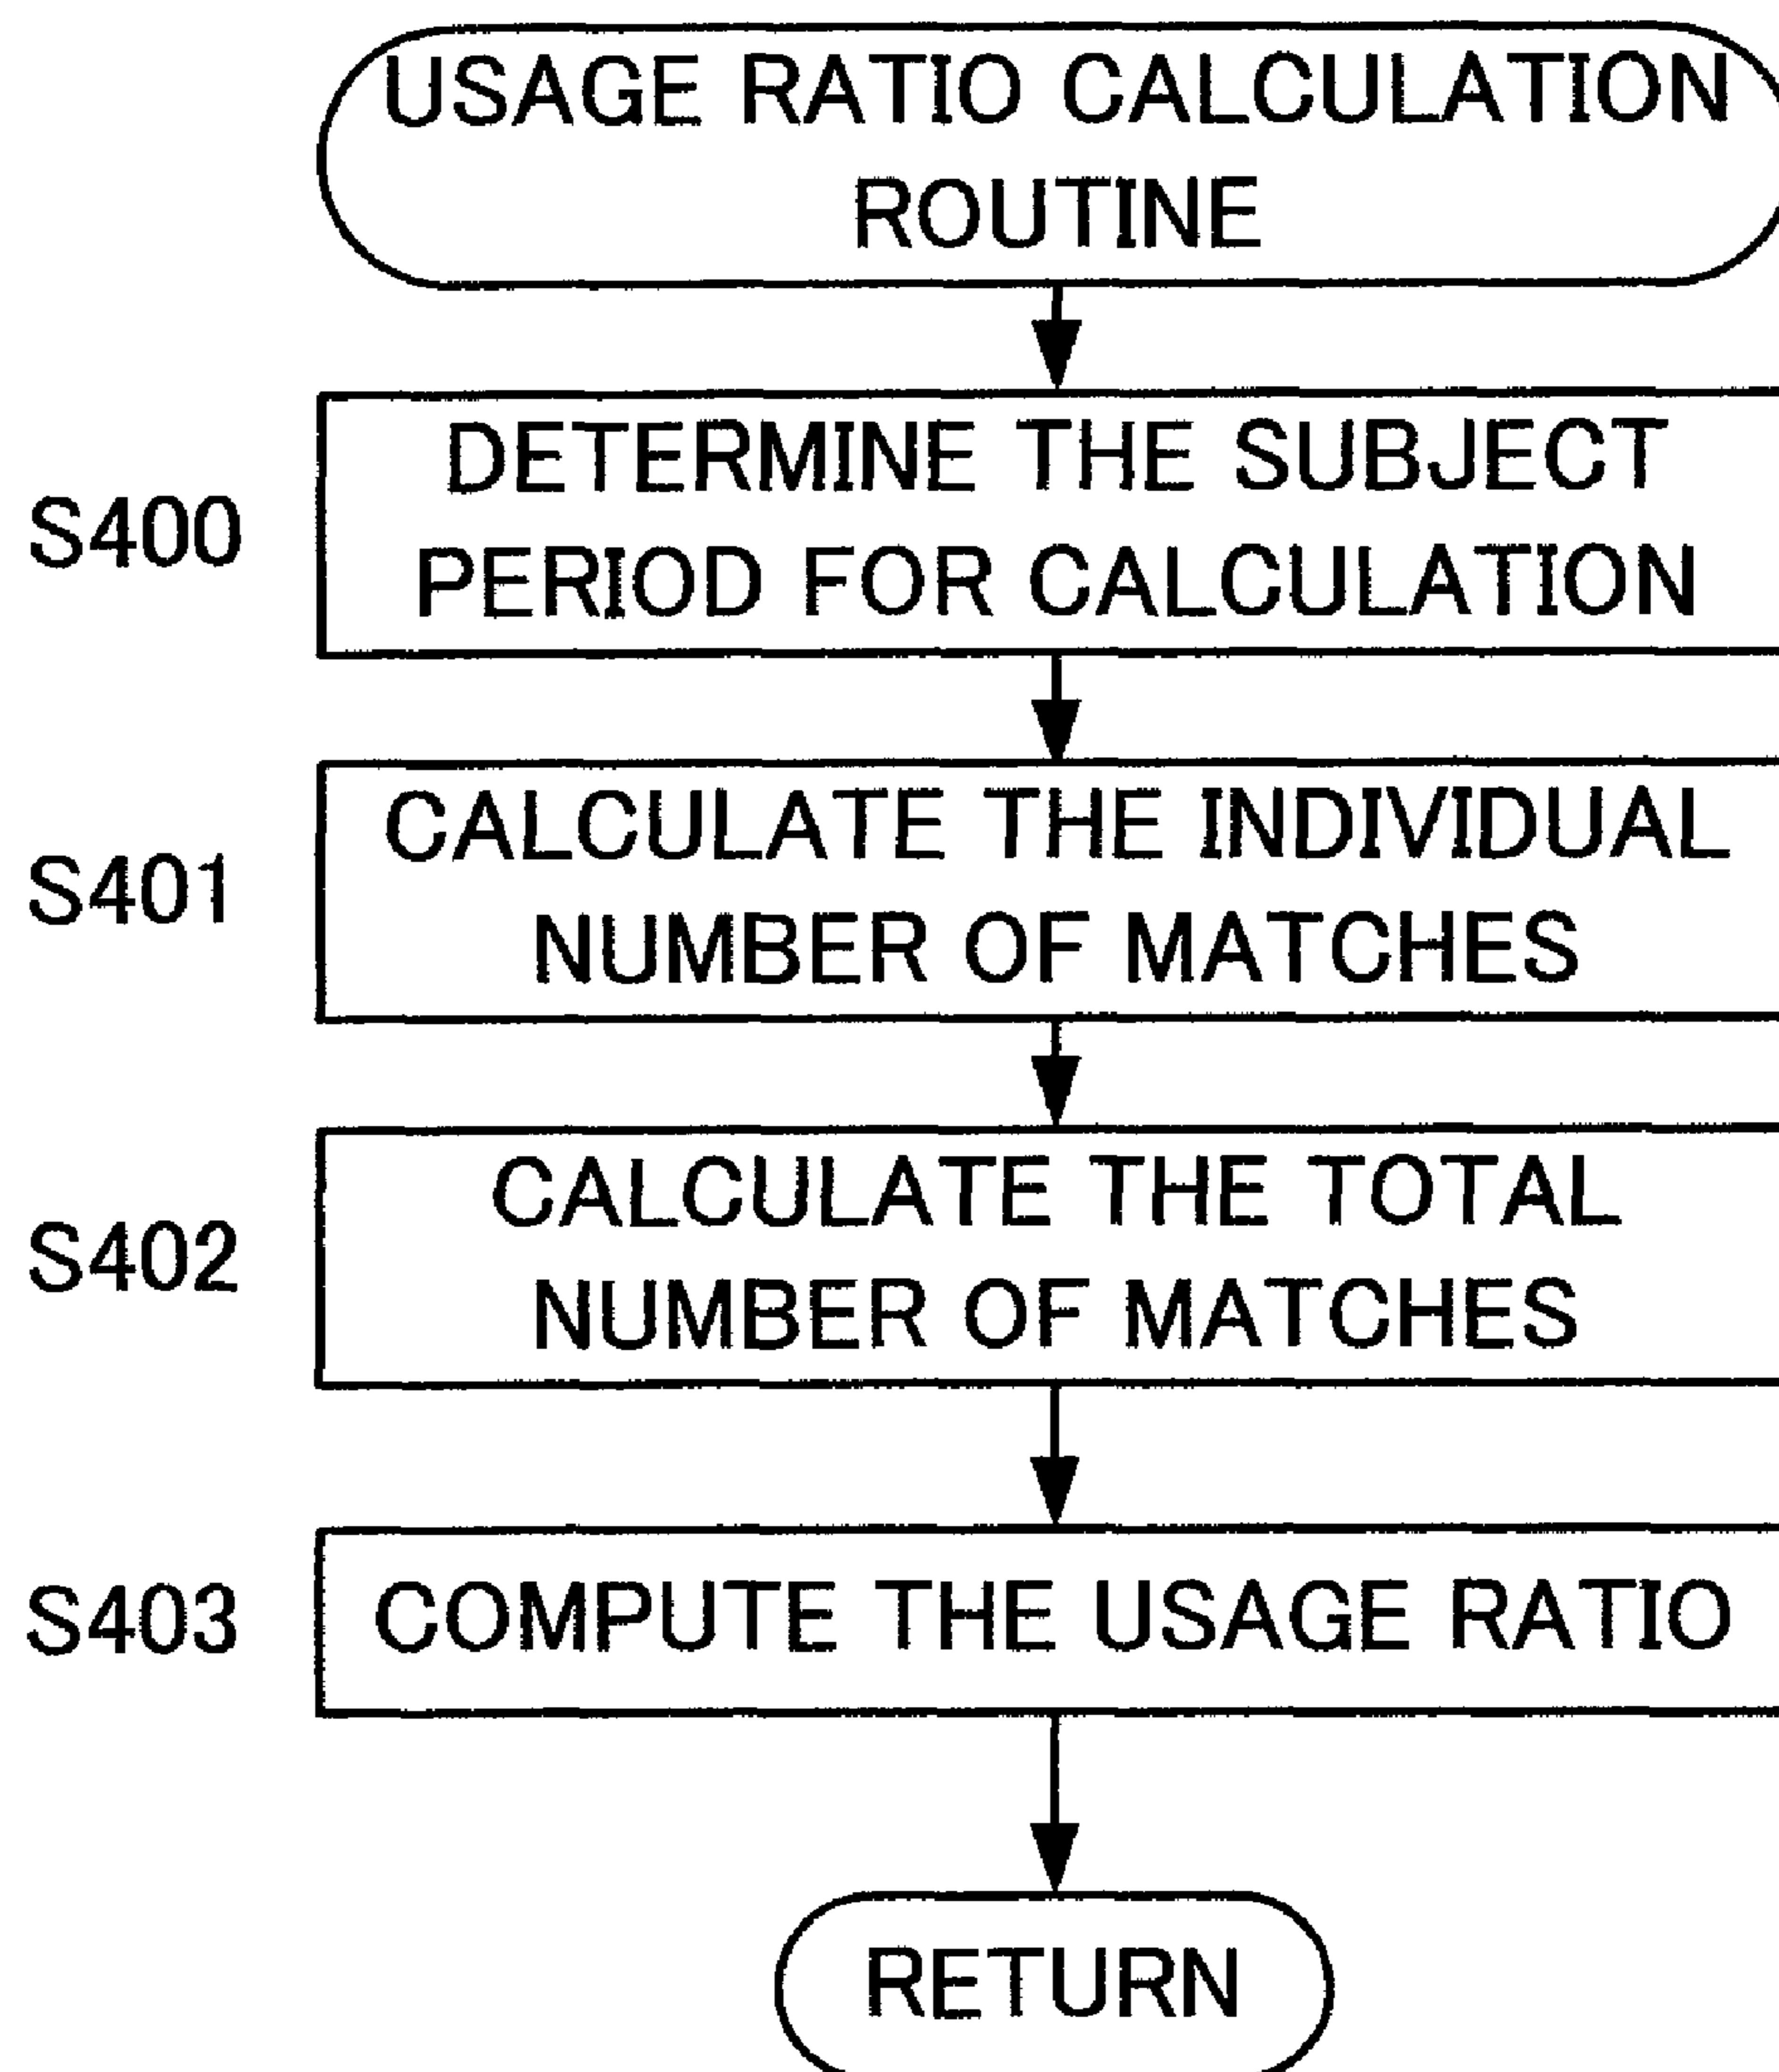 USAGE RATIO CALCULATION
ROUTINE
S400
DETERMINE THE SUBJECT
PERIOD FOR CALCULATION
S401
CALCULATE THE INDIVIDUAL
NUMBER OF MATCHES
S402
CALCULATE THE TOTAL
NUMBER OF MATCHES
S403
COMPUTE THE USAGE RATIO
RETURN